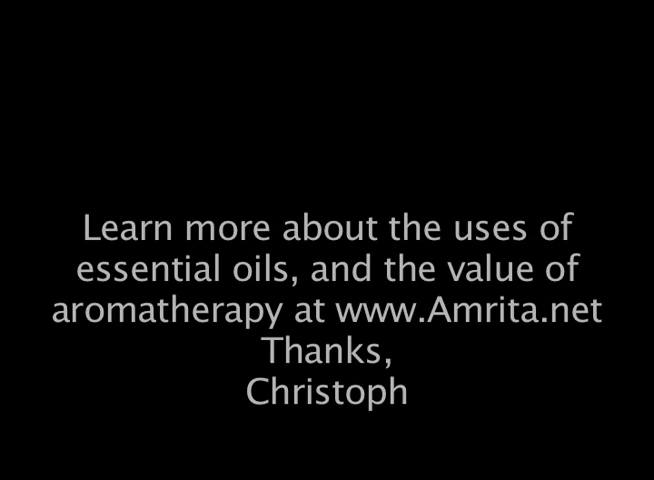 Learn more about the uses of
essential oils, and the value of
aromatherapy at www.Amrita.net
Thanks,
Christoph